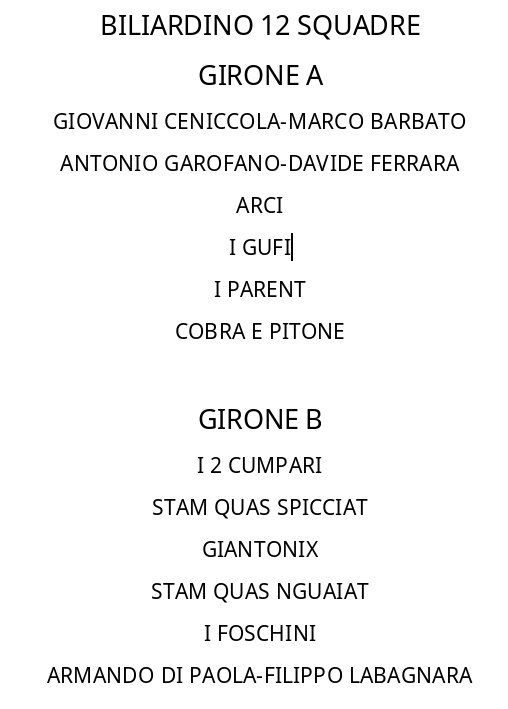 BILIARDINO 12 SQUADRE
GIRONE A
GIOVANNI CENICCOLA-MARCO BARBATO
ANTONIO GAROFANO-DAVIDE FERRARA
ARCI
I GUFI
I PARENT
COBRA E PITONE
GIRONE B
I 2 CUMPARI
STAM QUAS SPICCIAT
GIANTONIX
STAM QUAS NGUAIAT
I FOSCHINI
ARMANDO DI PAOLA-FILIPPO LABAGNARA